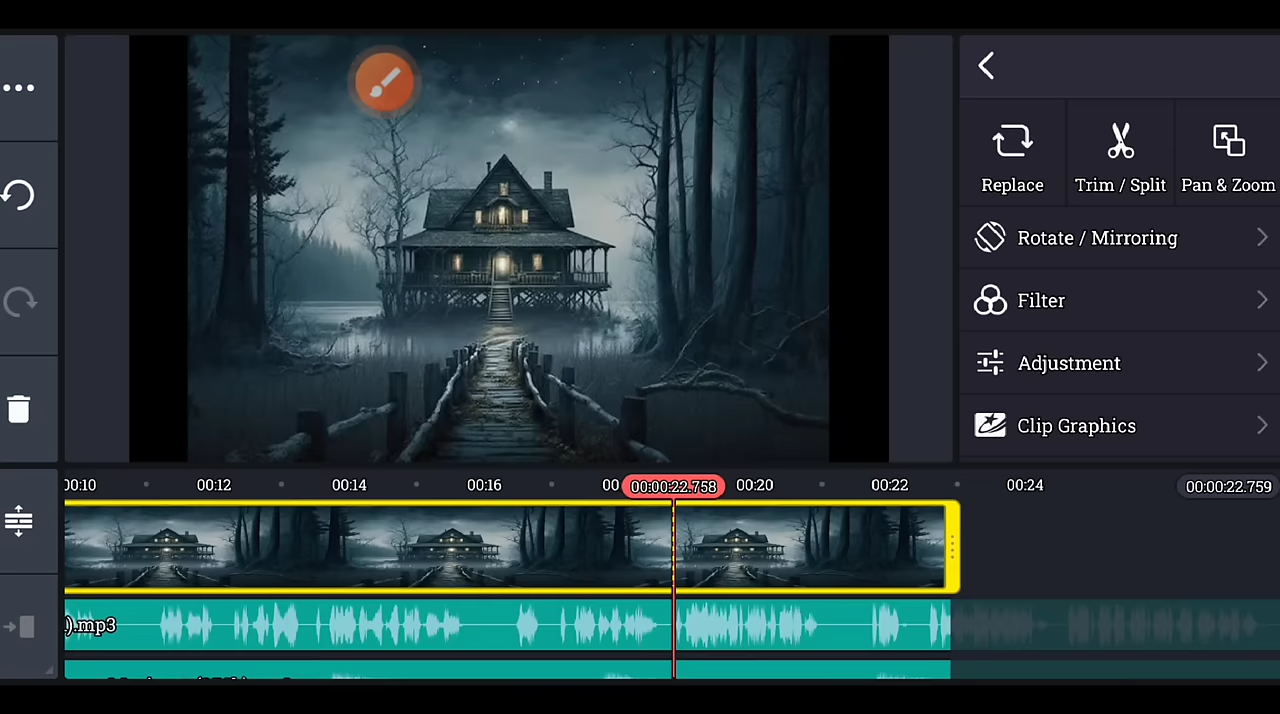 Replace
Trim / Split
Pan & Zoom
Rotate / Mirroring
Filter
Adjustment
Clip Graphics
00:10
00:12
00:14
00:16
00
00:00:22.758
00:20
00:22
00:24
00:00:22.759
).mp3